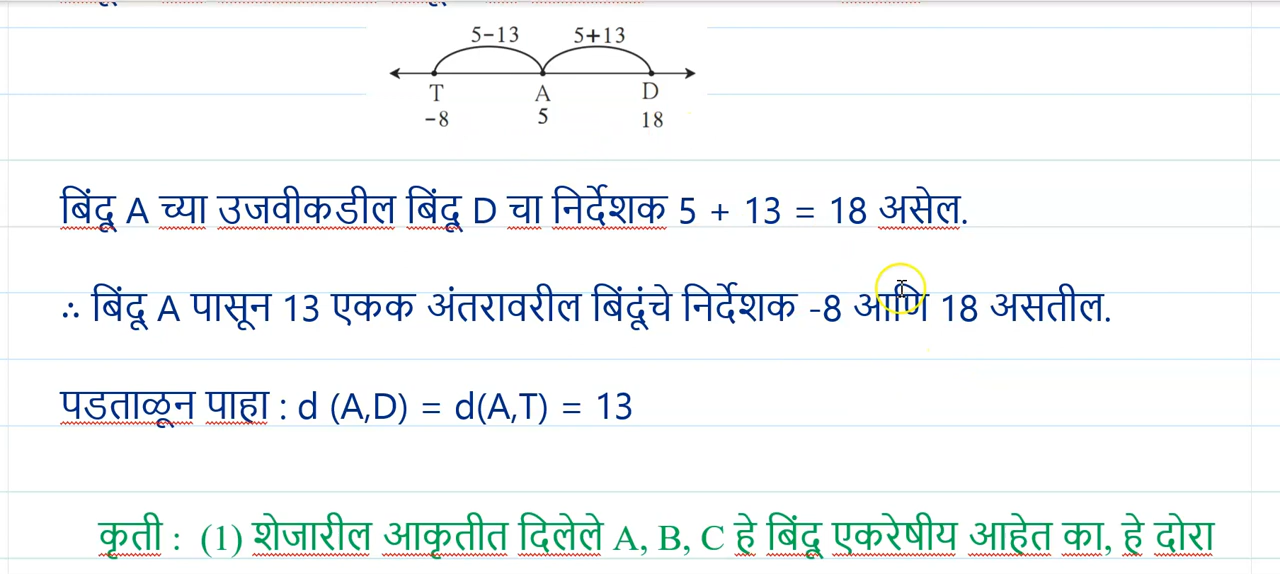 5−13 5+13
T A D
−8 5 18
बिंदू A च्या उजवीकडील बिंदू D चा निर्देशक 5 + 13 = 18 असेल.
∴ बिंदू A पासून 13 एकक अंतरावरील बिंदूंचे निर्देशक -8 आणि 18 असतील.
पडताळून पाहा : d (A,D) = d(A,T) = 13
कृती : (1) शेजारील आकृतीत दिलेले A, B, C हे बिंदू एकरेषीय आहेत का, हे दोरा